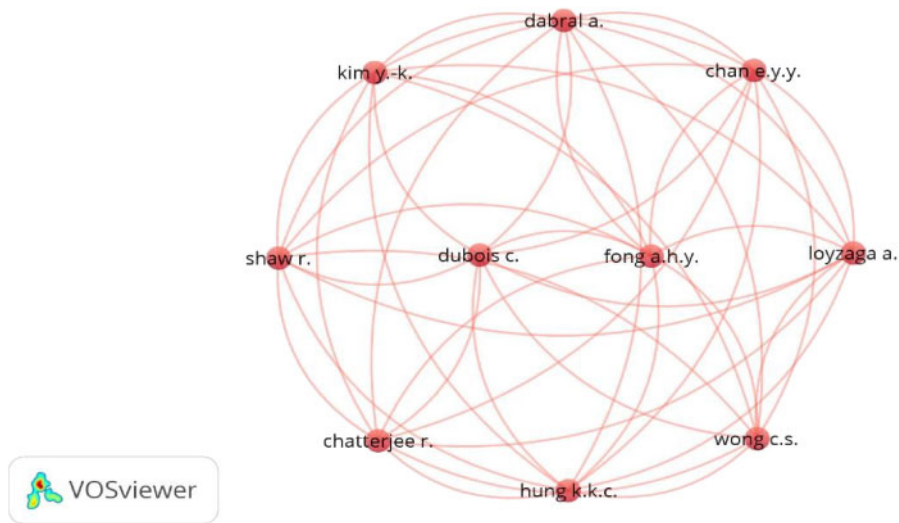 dabral a.
kim y.-k.
chan e.y.y.
shaw r.
dubois c.
fong a.h.y.
loyzaga a.
chatterjee r.
wong c.s.
hung k.k.c.
VOSviewer